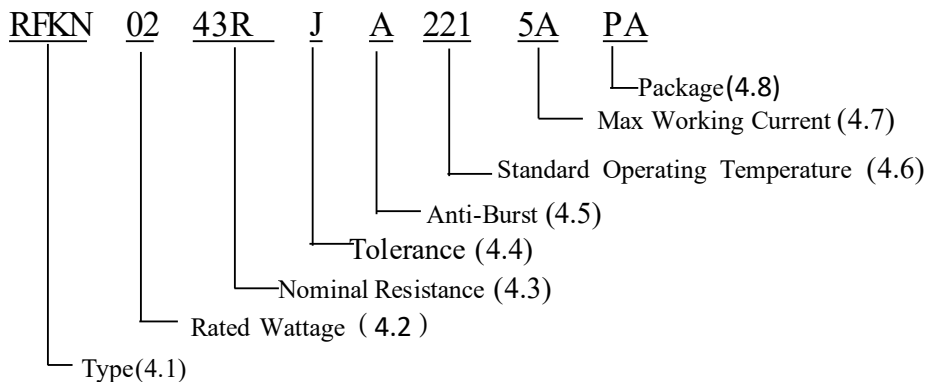 RFKN 02 43R J A 221 5A PA
Package(4.8)
Max Working Current (4.7)
Standard Operating Temperature (4.6)
Anti-Burst (4.5)
Tolerance (4.4)
Nominal Resistance (4.3)
Rated Wattage（4.2）
Type(4.1)